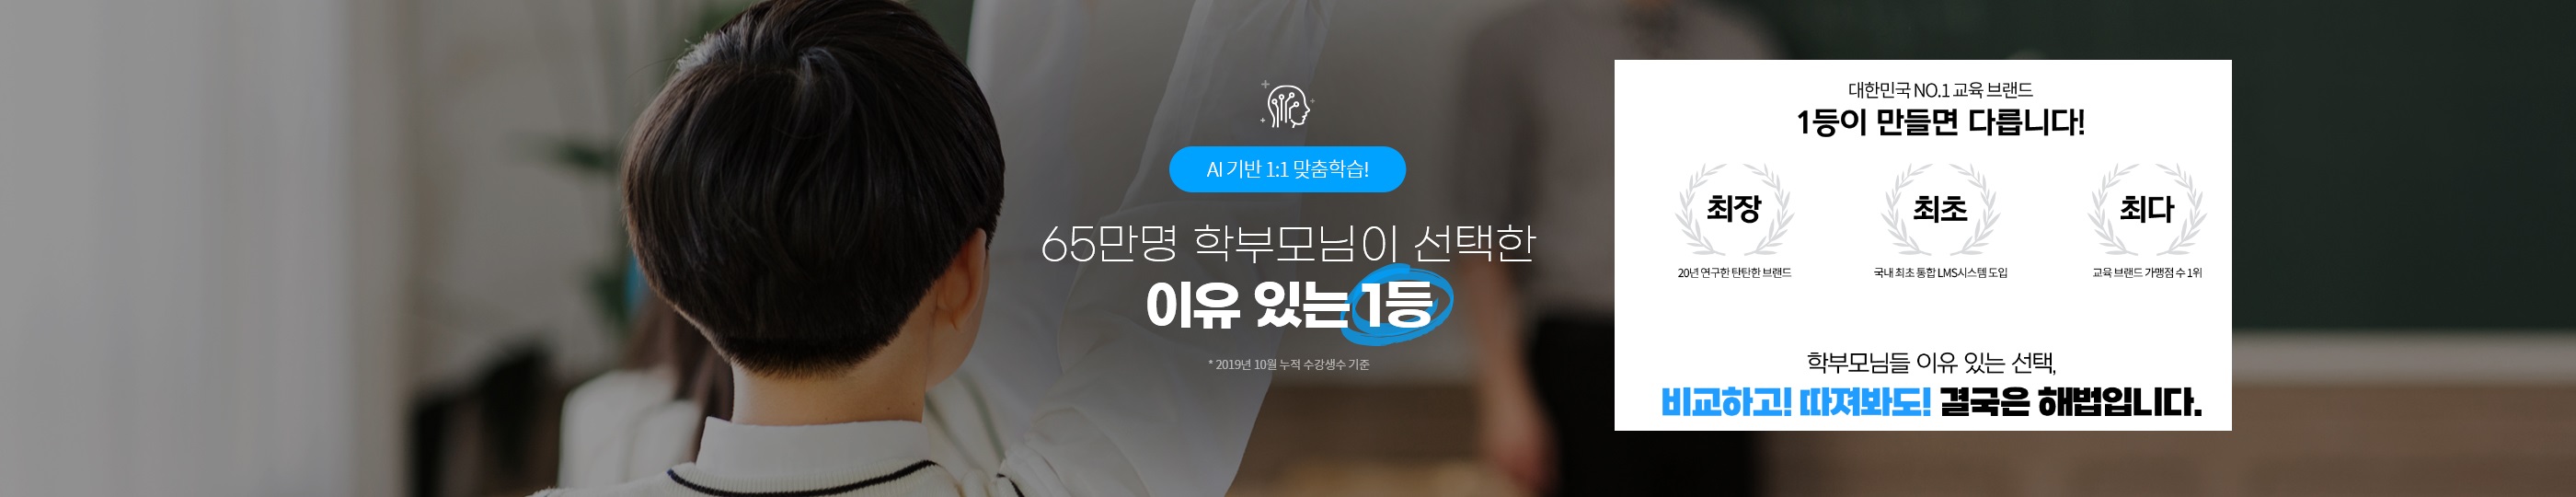 AI 기반 1:1 맞춤학습!
65만명 학부모님이 선택한
이유 있는 1등
* 2019년 10월 누적 수강생수 기준
대한민국 NO.1 교육 브랜드
1등이 만들면 다릅니다!
최장
최초
최다
20년 연구한 탄탄한 브랜드
국내 최초 통합 LMS시스템 도입
교육 브랜드 가맹점 수 1위
학부모님들 이유 있는 선택,
비교하고! 따져봐도! 결국은 해법입니다.